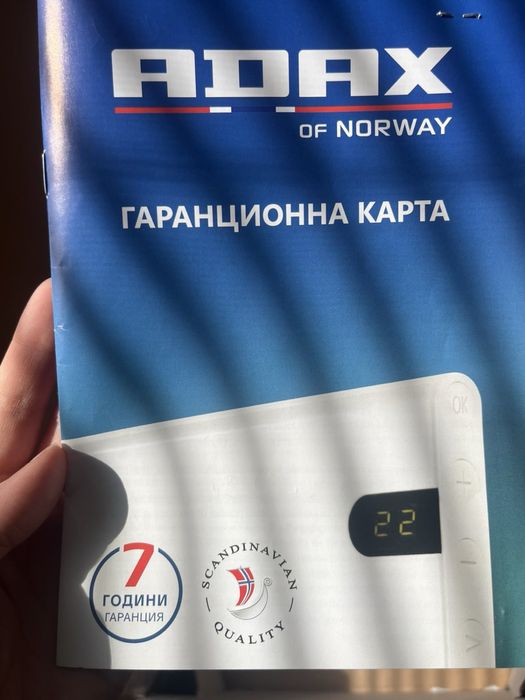 ADAX
OF NORWAY
ГАРАНЦИОННА КАРТА
OK
22
7
ГОДИНИ
ГАРАНЦИЯ
SCANDINAVIAN
QUALITY